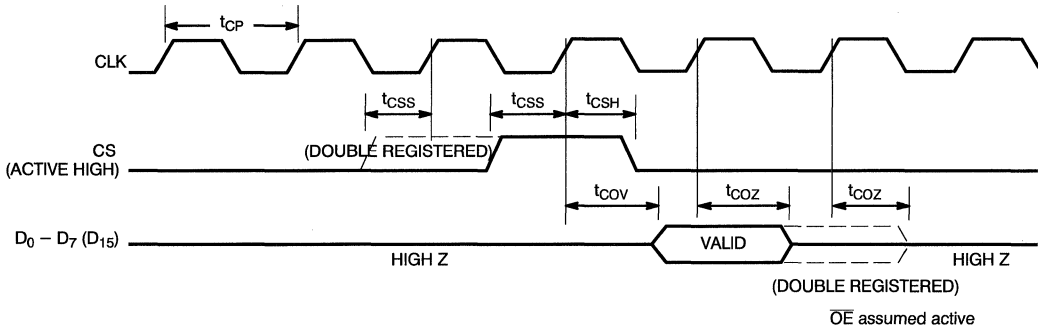 tCP
CLK
tCSS tCSS tCSH
CS
(ACTIVE HIGH)
(DOUBLE REGISTERED)
tCOV tCOZ tCOZ
D0 – D7 (D15)
VALID
HIGH Z HIGH Z
(DOUBLE REGISTERED)
OE assumed active